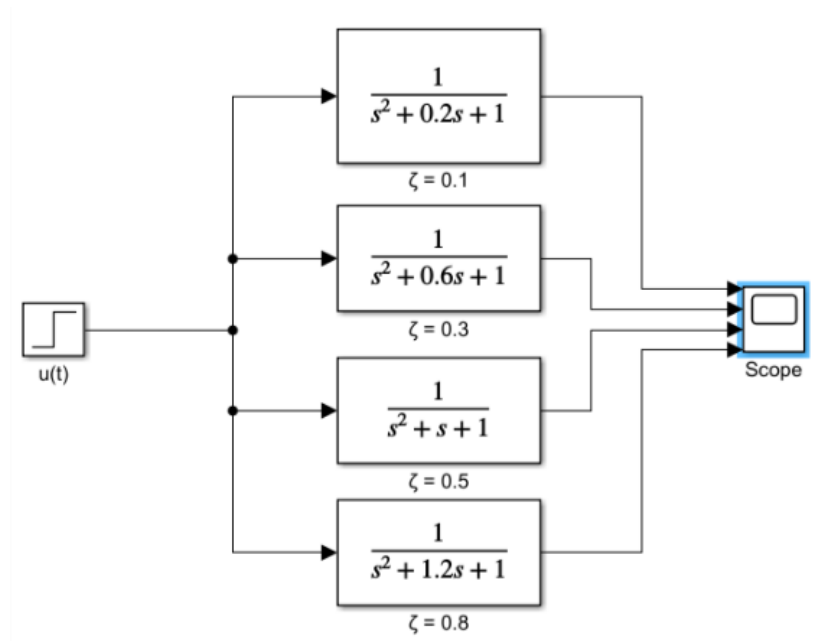 1
s² + 0.2s + 1
ζ = 0.1
1
s² + 0.6s + 1
ζ = 0.3
u(t)
1
s² + s + 1
ζ = 0.5
Scope
1
s² + 1.2s + 1
ζ = 0.8